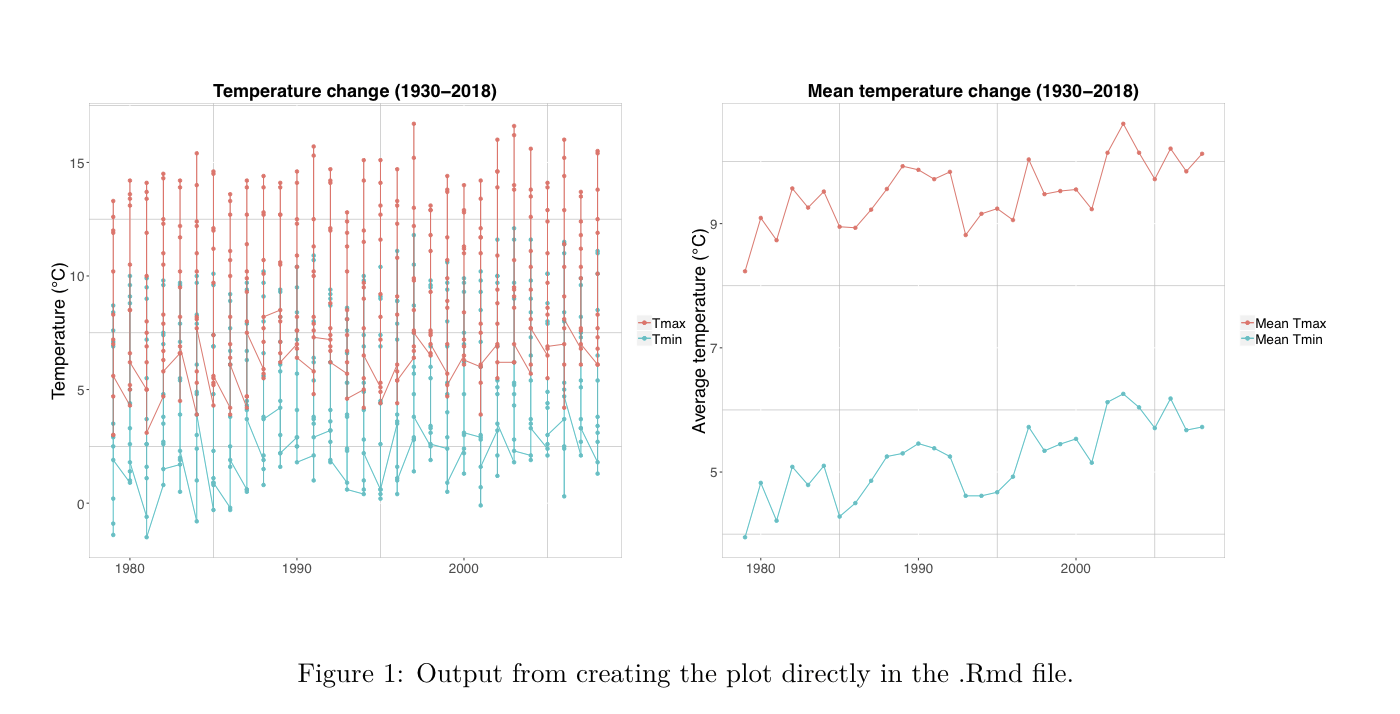 Temperature change (1930–2018)
Temperature (°C)
15
10
5
0
1980
1990
2000
Tmax
Tmin
Mean temperature change (1930–2018)
Average temperature (°C)
9
7
5
1980
1990
2000
Mean Tmax
Mean Tmin
Figure 1: Output from creating the plot directly in the .Rmd file.